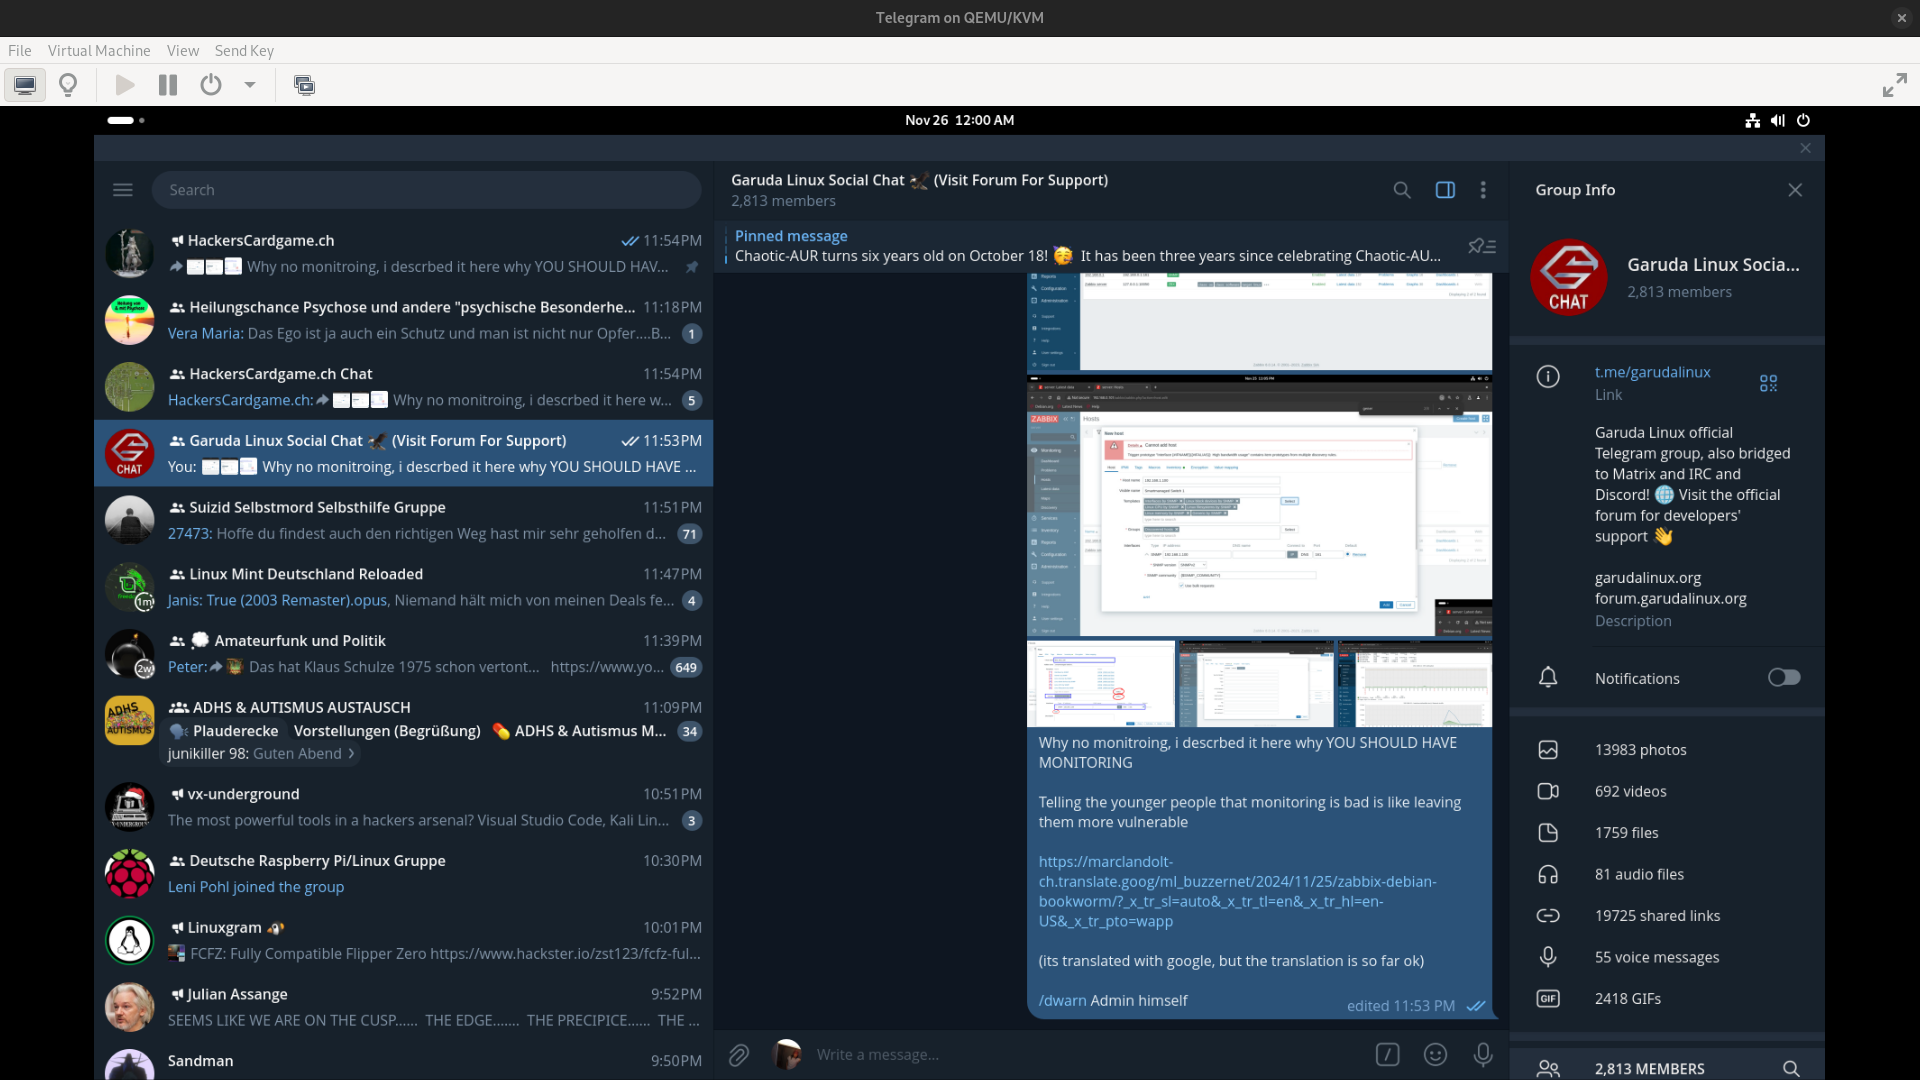 Telegram on QEMU/KVM
File Virtual Machine View Send Key
Nov 26 12:00 AM
Search
HackersCardgame.ch 11:54 PM
Why no monitroing, i descrbed it here why YOU SHOULD HAV...
Heilungschance Psychose und andere "psychische Besonderhe... 11:18 PM
Vera Maria: Das Ego ist ja auch ein Schutz und man ist nicht nur Opfer....B... 1
HackersCardgame.ch Chat 11:54 PM
HackersCardgame.ch: Why no monitroing, i descrbed it here w... 5
CHAT
Garuda Linux Social Chat (Visit Forum For Support) 11:53 PM
You: Why no monitroing, i descrbed it here why YOU SHOULD HAVE ...
Suizid Selbstmord Selbsthilfe Gruppe 11:51 PM
27473: Hoffe du findest auch den richtigen Weg hast mir sehr geholfen d... 71
Linux Mint Deutschland Reloaded 11:47 PM
1m
Janis: True (2003 Remaster).opus, Niemand hält mich von meinen Deals fe... 4
💭 Amateurfunk und Politik 11:39 PM
2w
Peter: Das hat Klaus Schulze 1975 schon vertont... https://www.yo... 649
ADHS & AUTISMUS
ADHS & AUTISMUS AUSTAUSCH 11:09 PM
🗣 Plauderecke Vorstellungen (Begrüßung) 💊 ADHS & Autismus M... 34
junikiller 98: Guten Abend >
vx-underground 10:51 PM
The most powerful tools in a hackers arsenal? Visual Studio Code, Kali Lin... 3
Deutsche Raspberry Pi/Linux Gruppe 10:30 PM
Leni Pohl joined the group
Linuxgram 10:01 PM
FCFZ: Fully Compatible Flipper Zero https://www.hackster.io/zst123/fcfz-ful...
Julian Assange 9:52 PM
SEEMS LIKE WE ARE ON THE CUSP...... THE EDGE....... THE PRECIPICE...... THE ...
Sandman 9:50 PM
Garuda Linux Social Chat (Visit Forum For Support)
2,813 members
Pinned message
Chaotic-AUR turns six years old on October 18! 🥳 It has been three years since celebrating Chaotic-AU...
ZABBIX
Hosts
New host
Cannot add host
Why no monitroing, i descrbed it here why YOU SHOULD HAVE
MONITORING
Telling the younger people that monitoring is bad is like leaving
them more vulnerable
https://marclandolt-
ch.translate.goog/ml_buzzernet/2024/11/25/zabbix-debian-
bookworm/?_x_tr_sl=auto&_x_tr_tl=en&_x_tr_hl=en-
US&_x_tr_pto=wapp
(its translated with google, but the translation is so far ok)
/dwarn Admin himself
edited 11:53 PM
Write a message...
Group Info
CHAT
Garuda Linux Socia...
2,813 members
t.me/garudalinux
Link
Garuda Linux official
Telegram group, also bridged
to Matrix and IRC and
Discord! 🌐 Visit the official
forum for developers'
support 👋
garudalinux.org
forum.garudalinux.org
Description
Notifications
13983 photos
692 videos
1759 files
81 audio files
19725 shared links
55 voice messages
GIF
2418 GIFs
2,813 MEMBERS